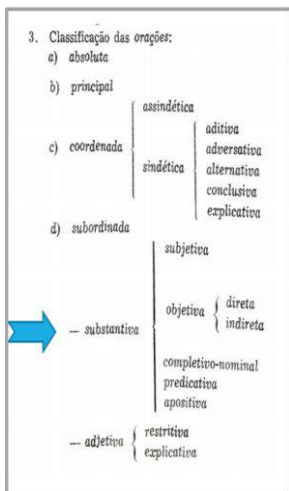 3. Classificação das orações:
a) absoluta
b) principal
assindética
c) coordenada
sindética
aditiva
adversativa
alternativa
conclusiva
explicativa
d) subordinada
— substantiva
subjetiva
objetiva
direta
indireta
completivo-nominal
predicativa
apositiva
— adjetiva
restritiva
explicativa